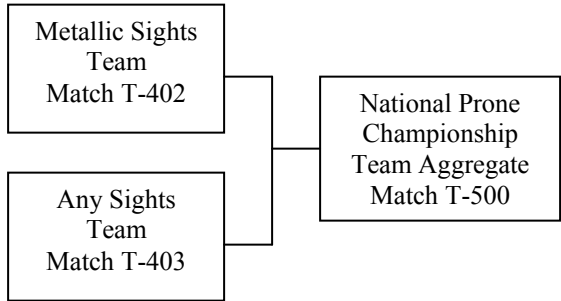 Metallic Sights
Team
Match T-402
National Prone
Championship
Team Aggregate
Match T-500
Any Sights
Team
Match T-403